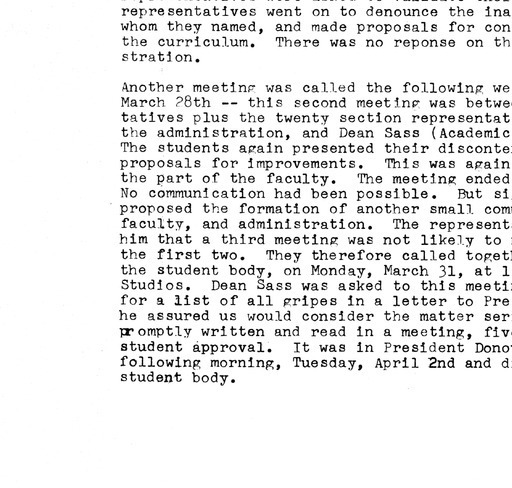 representatives went on to denounce the ina
whom they named, and made proposals for con
the curriculum.  There was no reponse on th
stration.
Another meeting was called the following we
March 28th -- this second meeting was betwe
tatives plus the twenty section representat
the administration, and Dean Sass (Academic
The students again presented their disconte
proposals for improvements.  This was again
the part of the faculty.  The meeting ended
No communication had been possible.  But si
proposed the formation of another small com
faculty, and administration.  The represent
him that a third meeting was not likely to
the first two.  They therefore called toget
the student body, on Monday, March 31, at 1
Studios.  Dean Sass was asked to this meeti
for a list of all gripes in a letter to Pre
he assured us would consider the matter ser
promptly written and read in a meeting, fiv
student approval.  It was in President Dono
following morning, Tuesday, April 2nd and d
student body.